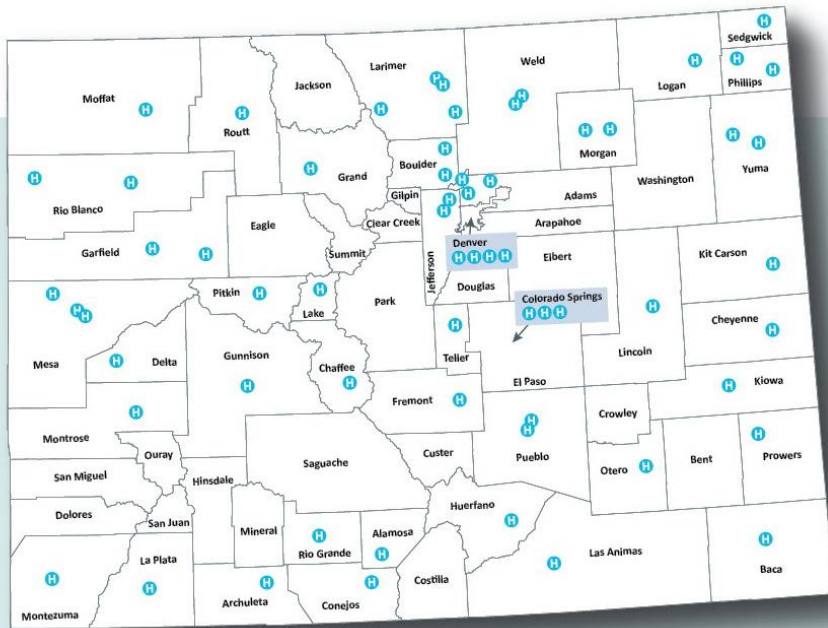 Sedgwick
Larimer
Weld
Phillips
Logan
Moffat
Jackson
Routt
Morgan
Boulder
Grand
Yuma
Washington
Rio Blanco
Gilpin
Adams
Eagle
Clear Creek
Arapahoe
Garfield
Summit
Denver
H H H H
Elbert
Kit Carson
Jefferson
Douglas
Pitkin
Lake
Park
Colorado Springs
H H H
Cheyenne
Gunnison
Teller
Lincoln
Mesa
Delta
Chaffee
El Paso
Kiowa
Fremont
Crowley
Montrose
Ouray
Custer
Pueblo
Saguache
Otero
Bent
Prowers
San Miguel
Hinsdale
Dolores
San Juan
Huerfano
Mineral
Rio Grande
Alamosa
La Plata
Las Animas
Costilia
Baca
Montezuma
Archuleta
Conejos